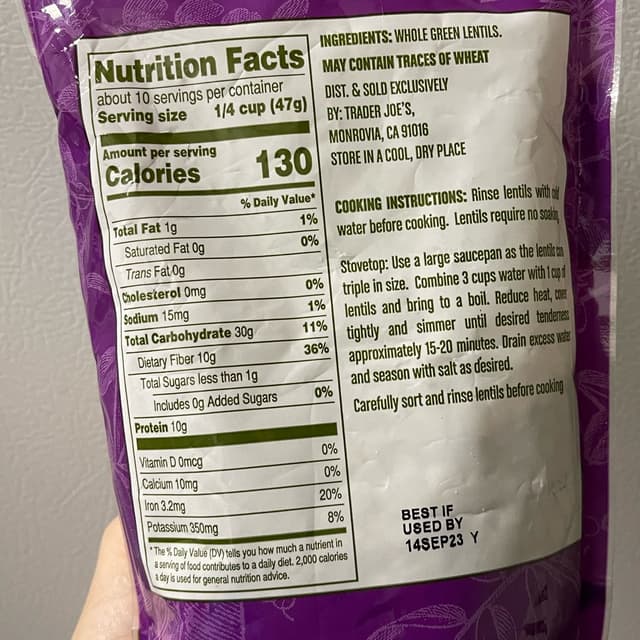 Nutrition Facts
about 10 servings per container
Serving size 1/4 cup (47g)
Amount per serving
Calories 130
% Daily Value*
Total Fat 1g 1%
Saturated Fat 0g 0%
Trans Fat 0g
Cholesterol 0mg 0%
Sodium 15mg 1%
Total Carbohydrate 30g 11%
Dietary Fiber 10g 36%
Total Sugars less than 1g
Includes 0g Added Sugars 0%
Protein 10g
Vitamin D 0mcg 0%
Calcium 10mg 0%
Iron 3.2mg 20%
Potassium 350mg 8%
*The % Daily Value (DV) tells you how much a nutrient in
a serving of food contributes to a daily diet. 2,000 calories
a day is used for general nutrition advice.
INGREDIENTS: WHOLE GREEN LENTILS.
MAY CONTAIN TRACES OF WHEAT
DIST. & SOLD EXCLUSIVELY
BY: TRADER JOE'S,
MONROVIA, CA 91016
STORE IN A COOL, DRY PLACE
COOKING INSTRUCTIONS: Rinse lentils with cold
water before cooking. Lentils require no soaking
Stovetop: Use a large saucepan as the lentils can
triple in size. Combine 3 cups water with 1 cup of
lentils and bring to a boil. Reduce heat, cover
tightly and simmer until desired tenderness
approximately 15-20 minutes. Drain excess water
and season with salt as desired.
Carefully sort and rinse lentils before cooking
BEST IF
USED BY
14SEP23 Y